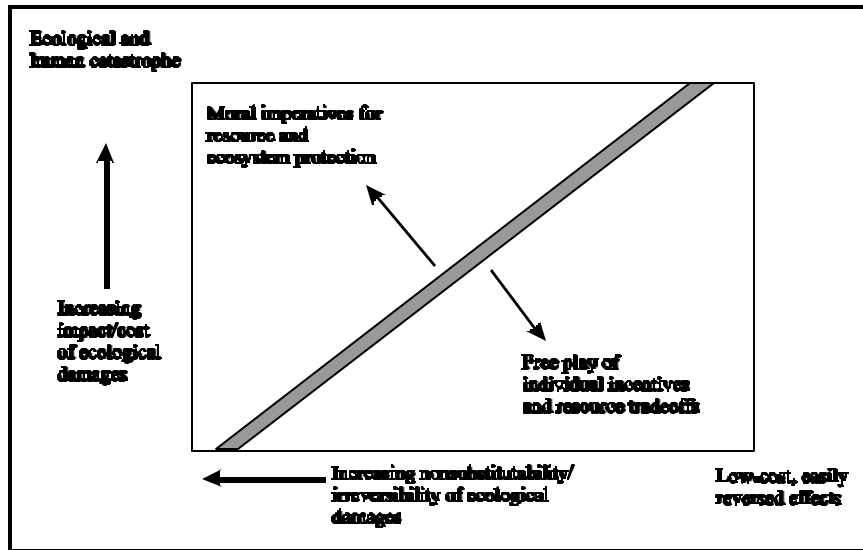 Ecological and
human catastrophe
Moral imperatives for
resource and
ecosystem protection
Increasing
impact/cost
of ecological
damages
Free play of
individual incentives
and resource tradeoffs
Increasing nonsubstitutability/
irreversibility of ecological
damages
Low-cost, easily
reversed effects